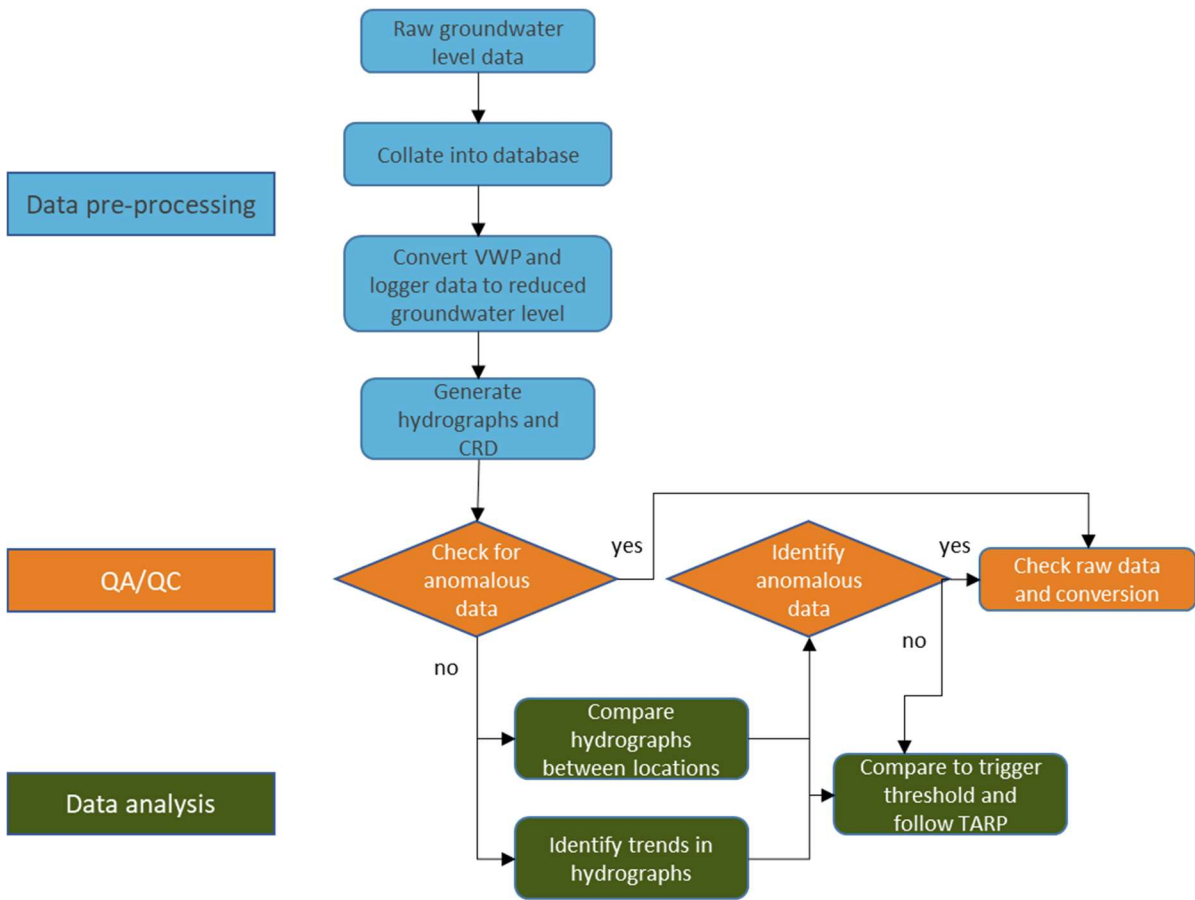 Raw groundwater
level data
Collate into database
Data pre-processing
Convert VWP and
logger data to reduced
groundwater level
Generate
hydrographs and
CRD
QA/QC
Check for
anomalous
data
yes
Identify
anomalous
data
yes
Check raw data
and conversion
no
no
Compare
hydrographs
between locations
Data analysis
Compare to trigger
threshold and
follow TARP
Identify trends in
hydrographs